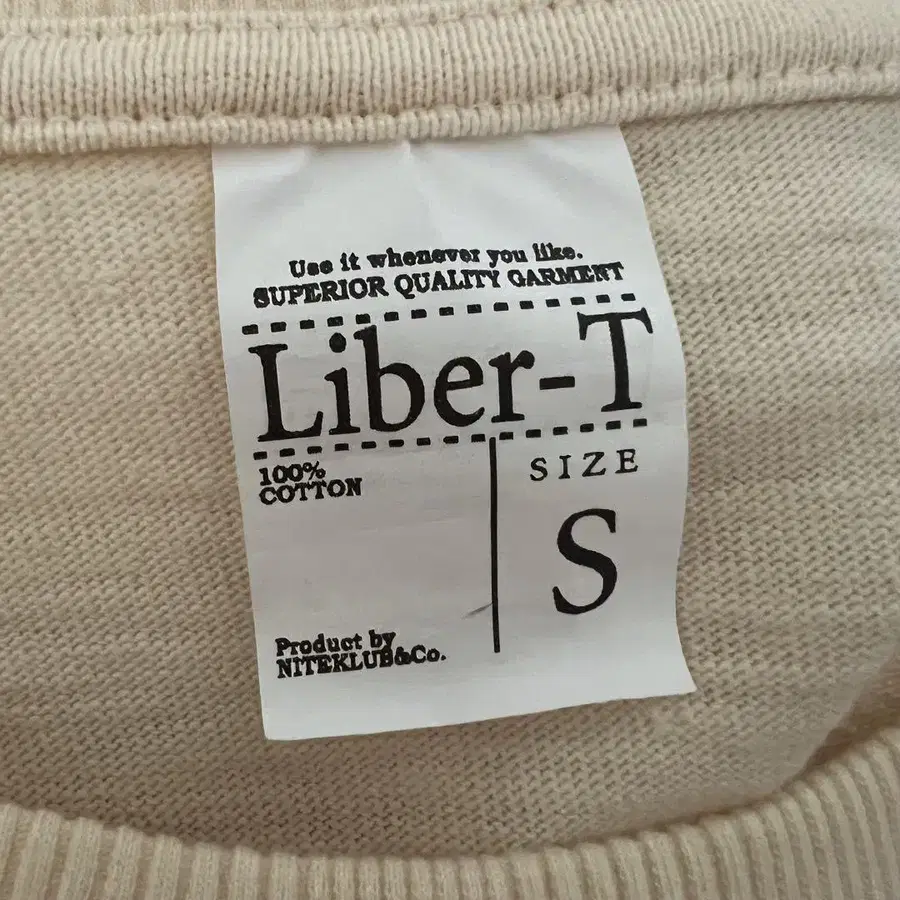 Use it whenever you like.
SUPERIOR QUALITY GARMENT
Liber-T
100%
COTTON
SIZE
S
Product by
NITEKLUB&Co.